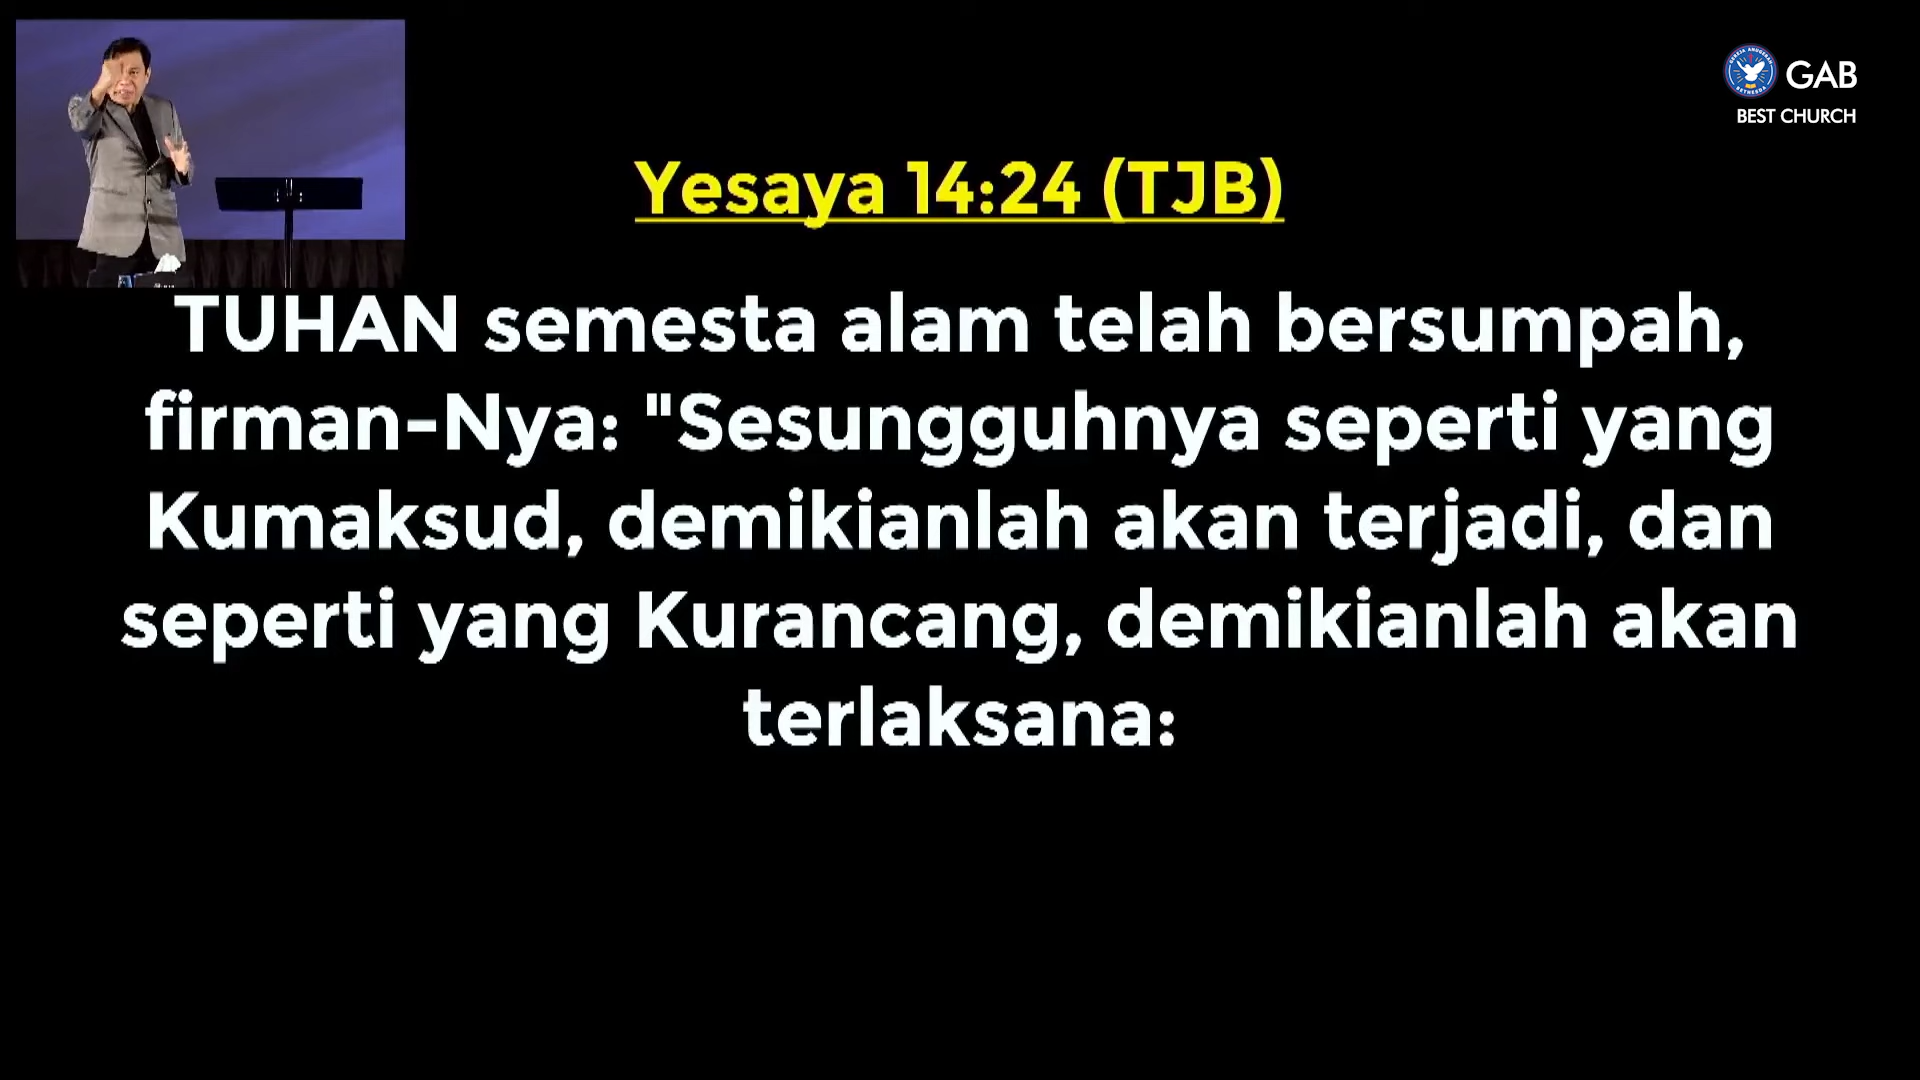 GAB
BEST CHURCH
Yesaya 14:24 (TJB)
TUHAN semesta alam telah bersumpah,
firman-Nya: "Sesungguhnya seperti yang
Kumaksud, demikianlah akan terjadi, dan
seperti yang Kurancang, demikianlah akan
terlaksana: